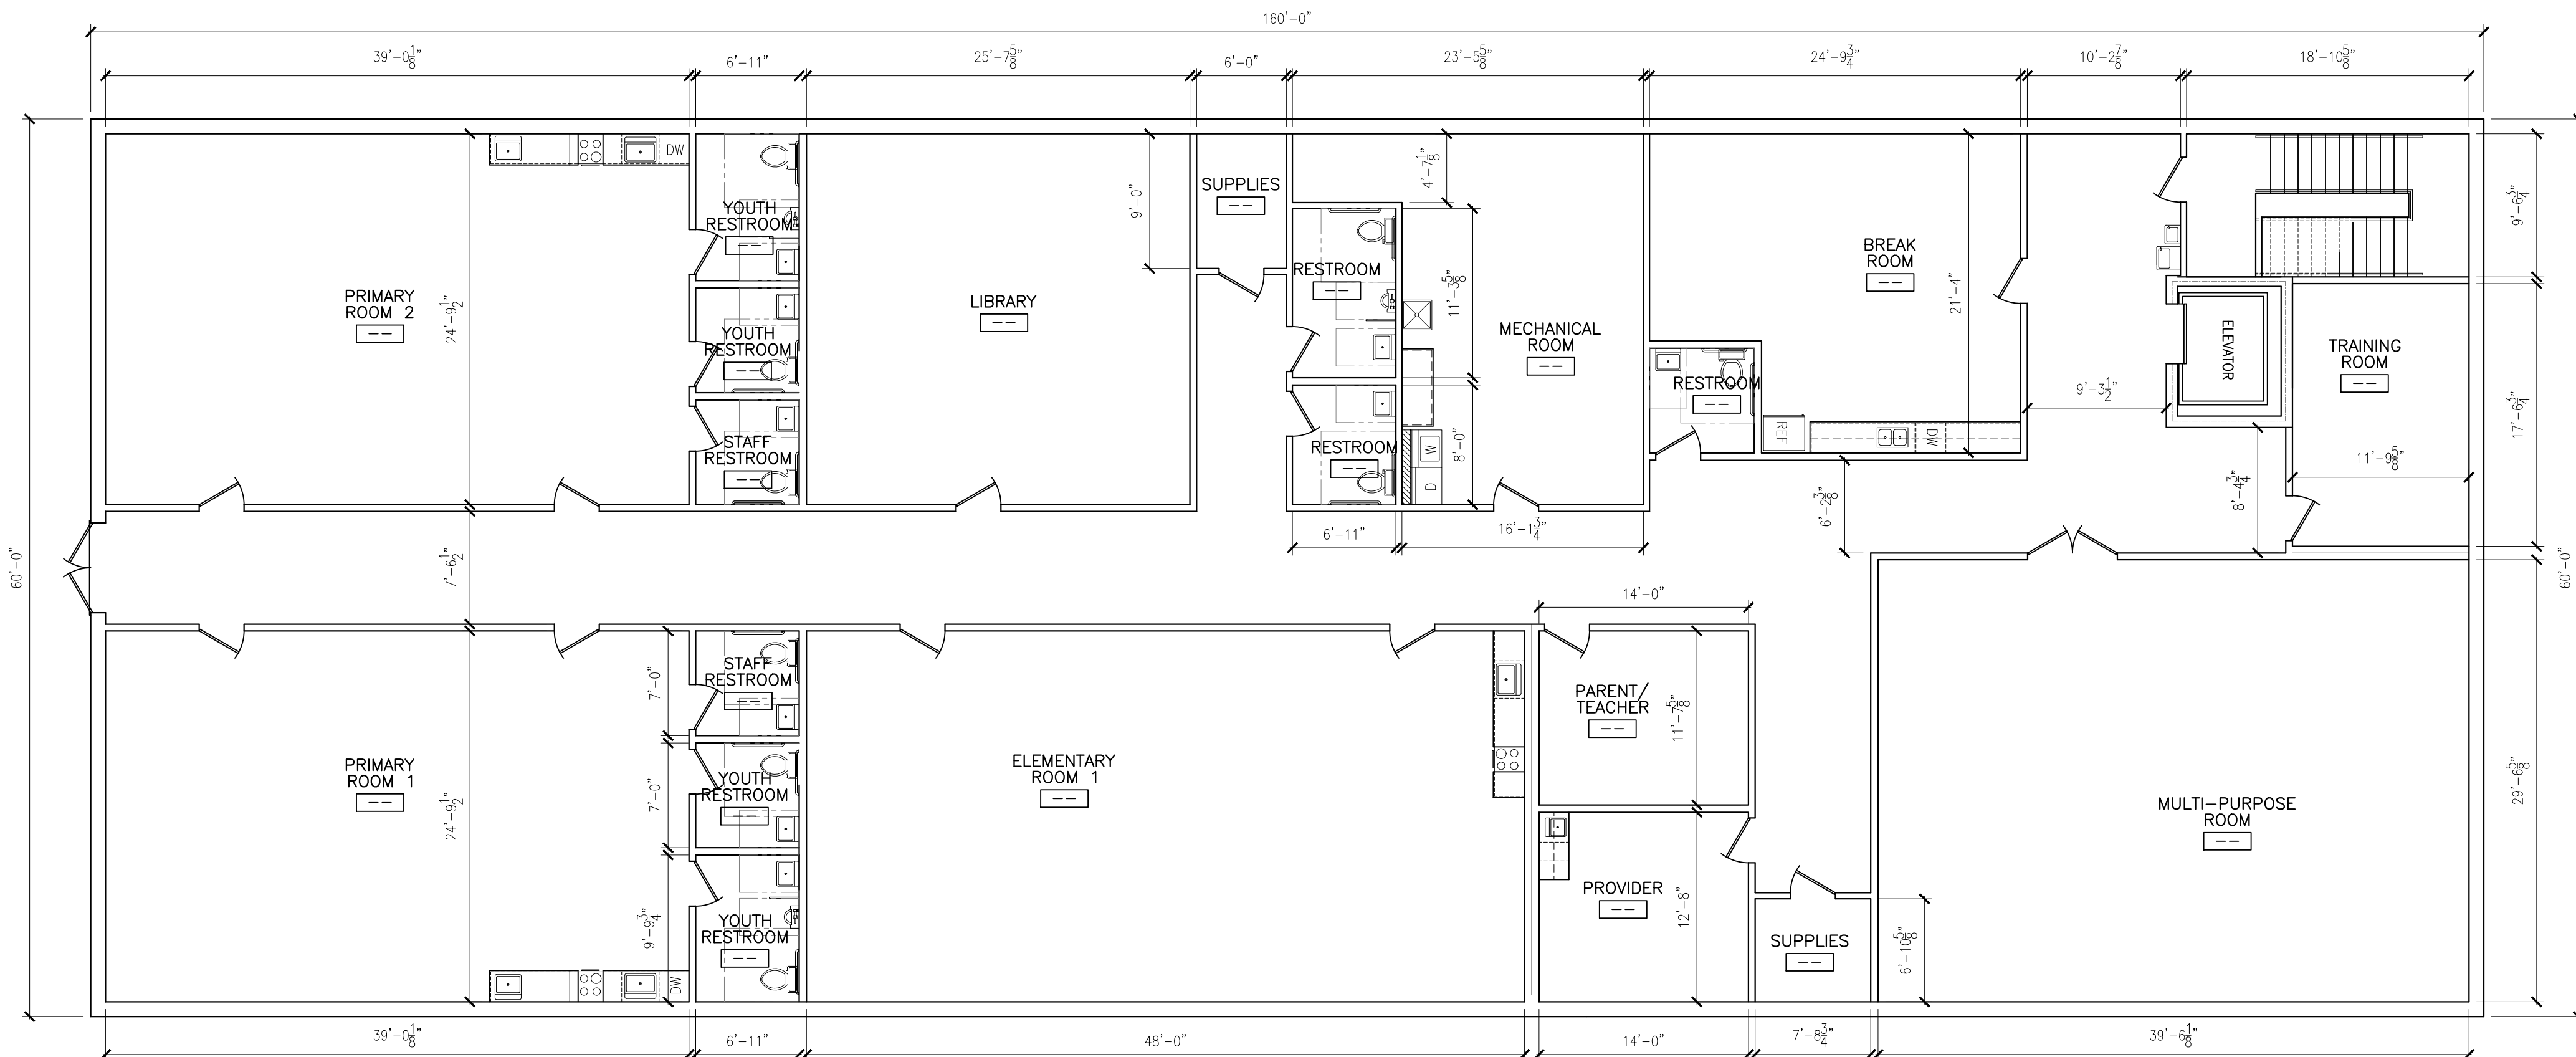 160'-0"
39'-0 1/8"
6'-11"
25'-7 5/8"
6'-0"
23'-5 5/8"
24'-9 3/4"
10'-2 7/8"
18'-10 5/8"
DW
9'-0"
SUPPLIES
--
4'-7 1/8"
9'-6 3/4"
YOUTH
RESTROOM
--
BREAK
ROOM
--
PRIMARY
ROOM 2
--
24'-9 1/2"
LIBRARY
--
RESTROOM
--
11'-3 5/8"
21'-4"
MECHANICAL
ROOM
--
ELEVATOR
TRAINING
ROOM
--
YOUTH
RESTROOM
--
RESTROOM
--
9'-3 1/2"
17'-6 3/4"
STAFF
RESTROOM
--
RESTROOM
--
W
D
8'-0"
REF
DW
11'-9 5/8"
6'-2 3/8"
8'-4 3/4"
6'-11"
16'-1 3/4"
60'-0"
7'-6 1/2"
60'-0"
14'-0"
STAFF
RESTROOM
--
7'-0"
PARENT/
TEACHER
--
11'-7 5/8"
PRIMARY
ROOM 1
--
24'-9 1/2"
7'-0"
YOUTH
RESTROOM
--
ELEMENTARY
ROOM 1
--
MULTI-PURPOSE
ROOM
--
29'-6 5/8"
PROVIDER
--
12'-8"
9'-9 3/4"
YOUTH
RESTROOM
--
SUPPLIES
--
6'-10 5/8"
DW
39'-0 1/8"
6'-11"
48'-0"
14'-0"
7'-8 3/4"
39'-6 1/8"